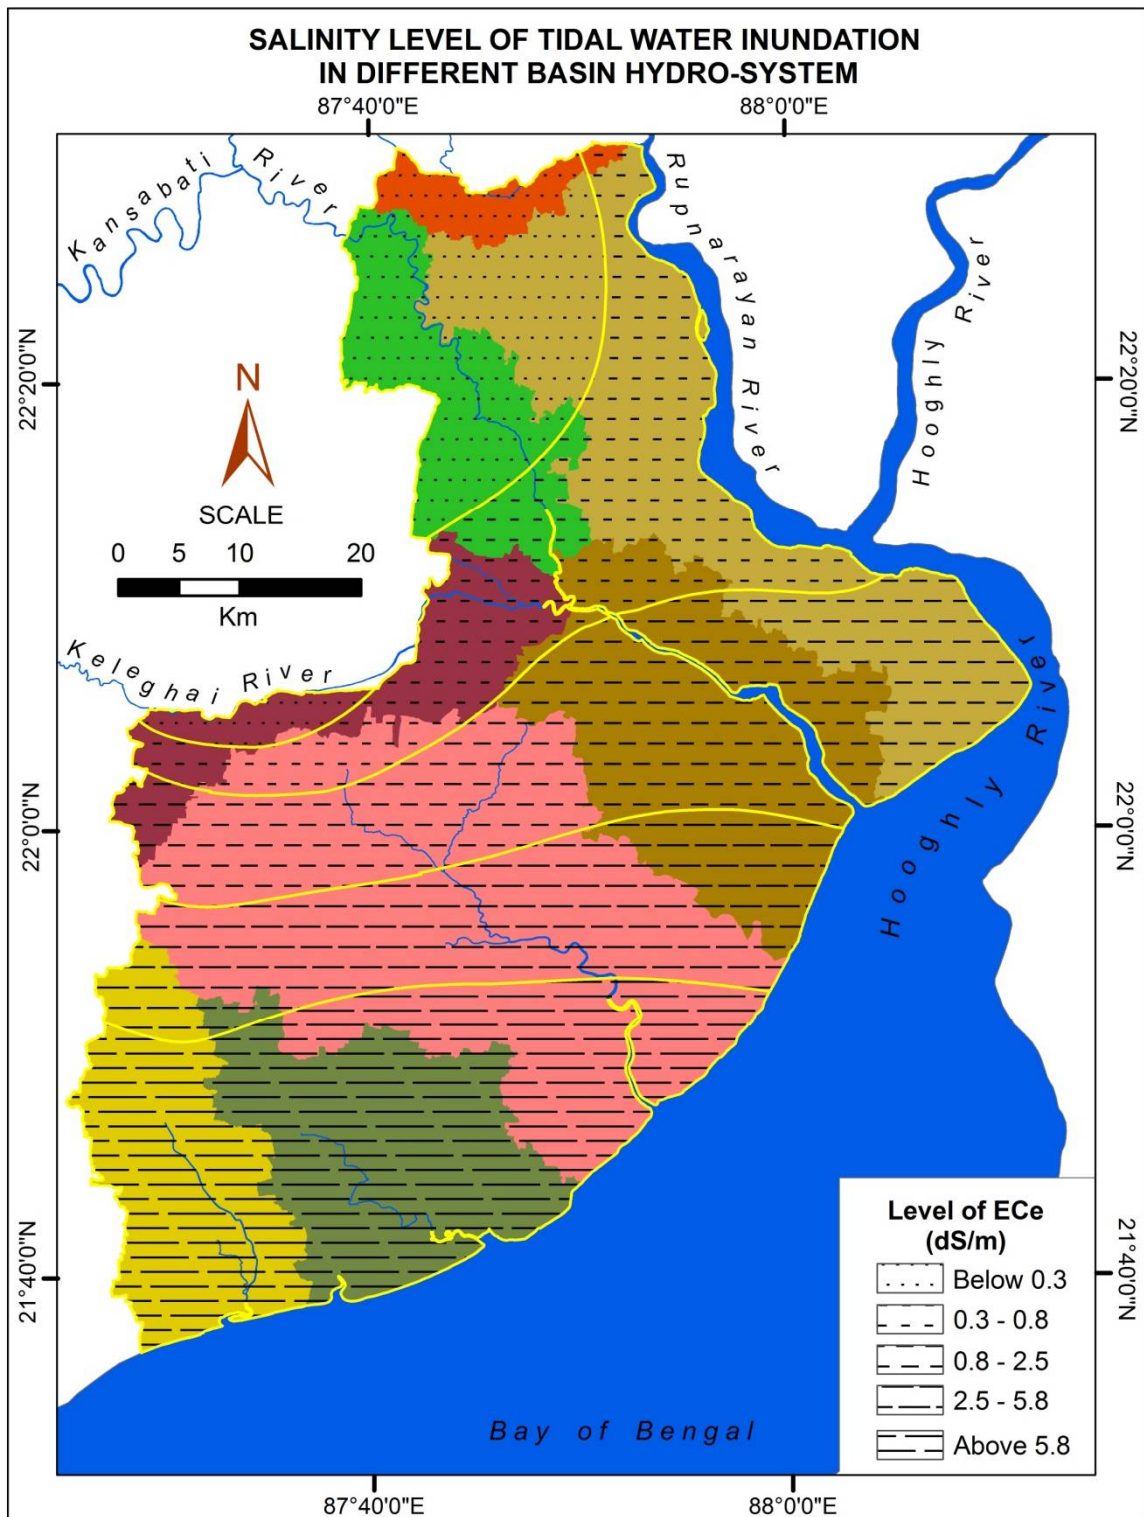 SALINITY LEVEL OF TIDAL WATER INUNDATION
IN DIFFERENT BASIN HYDRO-SYSTEM
87°40'0"E 88°0'0"E
Kansabati River
Rupnarayan River
Hooghly River
22°20'0"N 22°20'0"N
N
SCALE
0 5 10 20
Km
Keleghai River
Hooghly River
22°0'0"N 22°0'0"N
21°40'0"N 21°40'0"N
Level of ECe
(dS/m)
Below 0.3
0.3 - 0.8
0.8 - 2.5
2.5 - 5.8
Above 5.8
Bay of Bengal
87°40'0"E 88°0'0"E